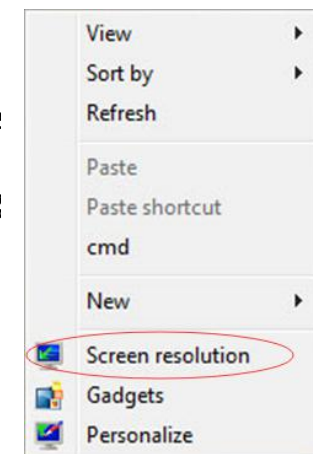 View
Sort by
Refresh
Paste
Paste shortcut
cmd
New
Screen resolution
Gadgets
Personalize